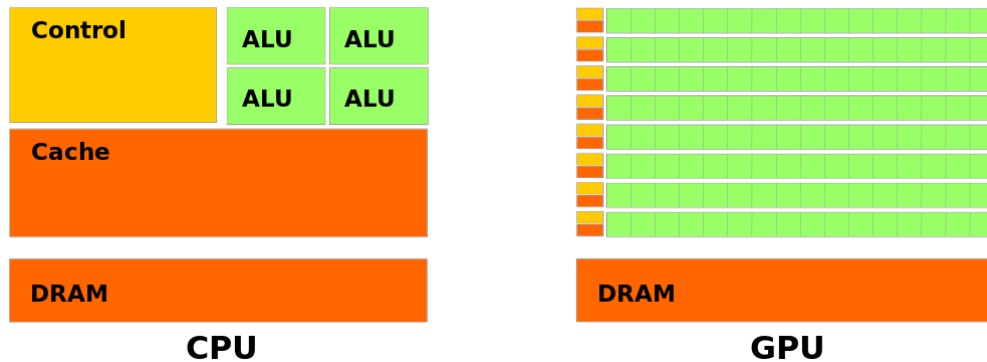 Control
ALU ALU
ALU ALU
Cache
DRAM
CPU
DRAM
GPU